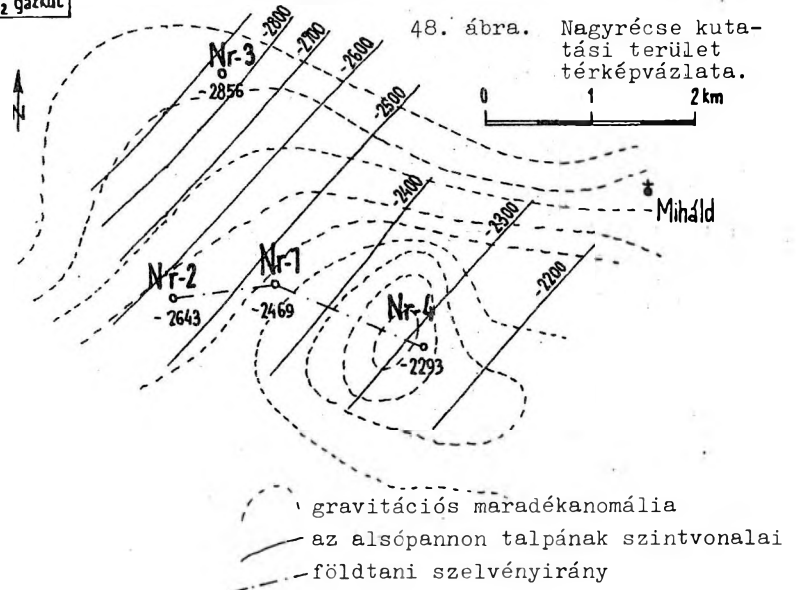 2 gázkút
48. ábra. Nagyrécse kuta-
tási terület
térképvázlata.
0 1 2 km
N
-2800
-2700
-2600
-2500
-2400
-2300
-2200
Nr-3
-2856
Miháld
Nr-2
-2643
Nr-1
-2469
Nr-4
-2293
gravitációs maradékanomália
az alsópannon talpának szintvonalai
földtani szelvényirány